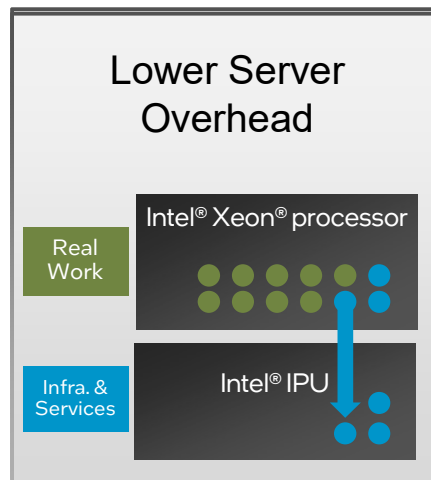 Lower Server
Overhead
Intel® Xeon® processor
Real
Work
Intel® IPU
Infra. &
Services